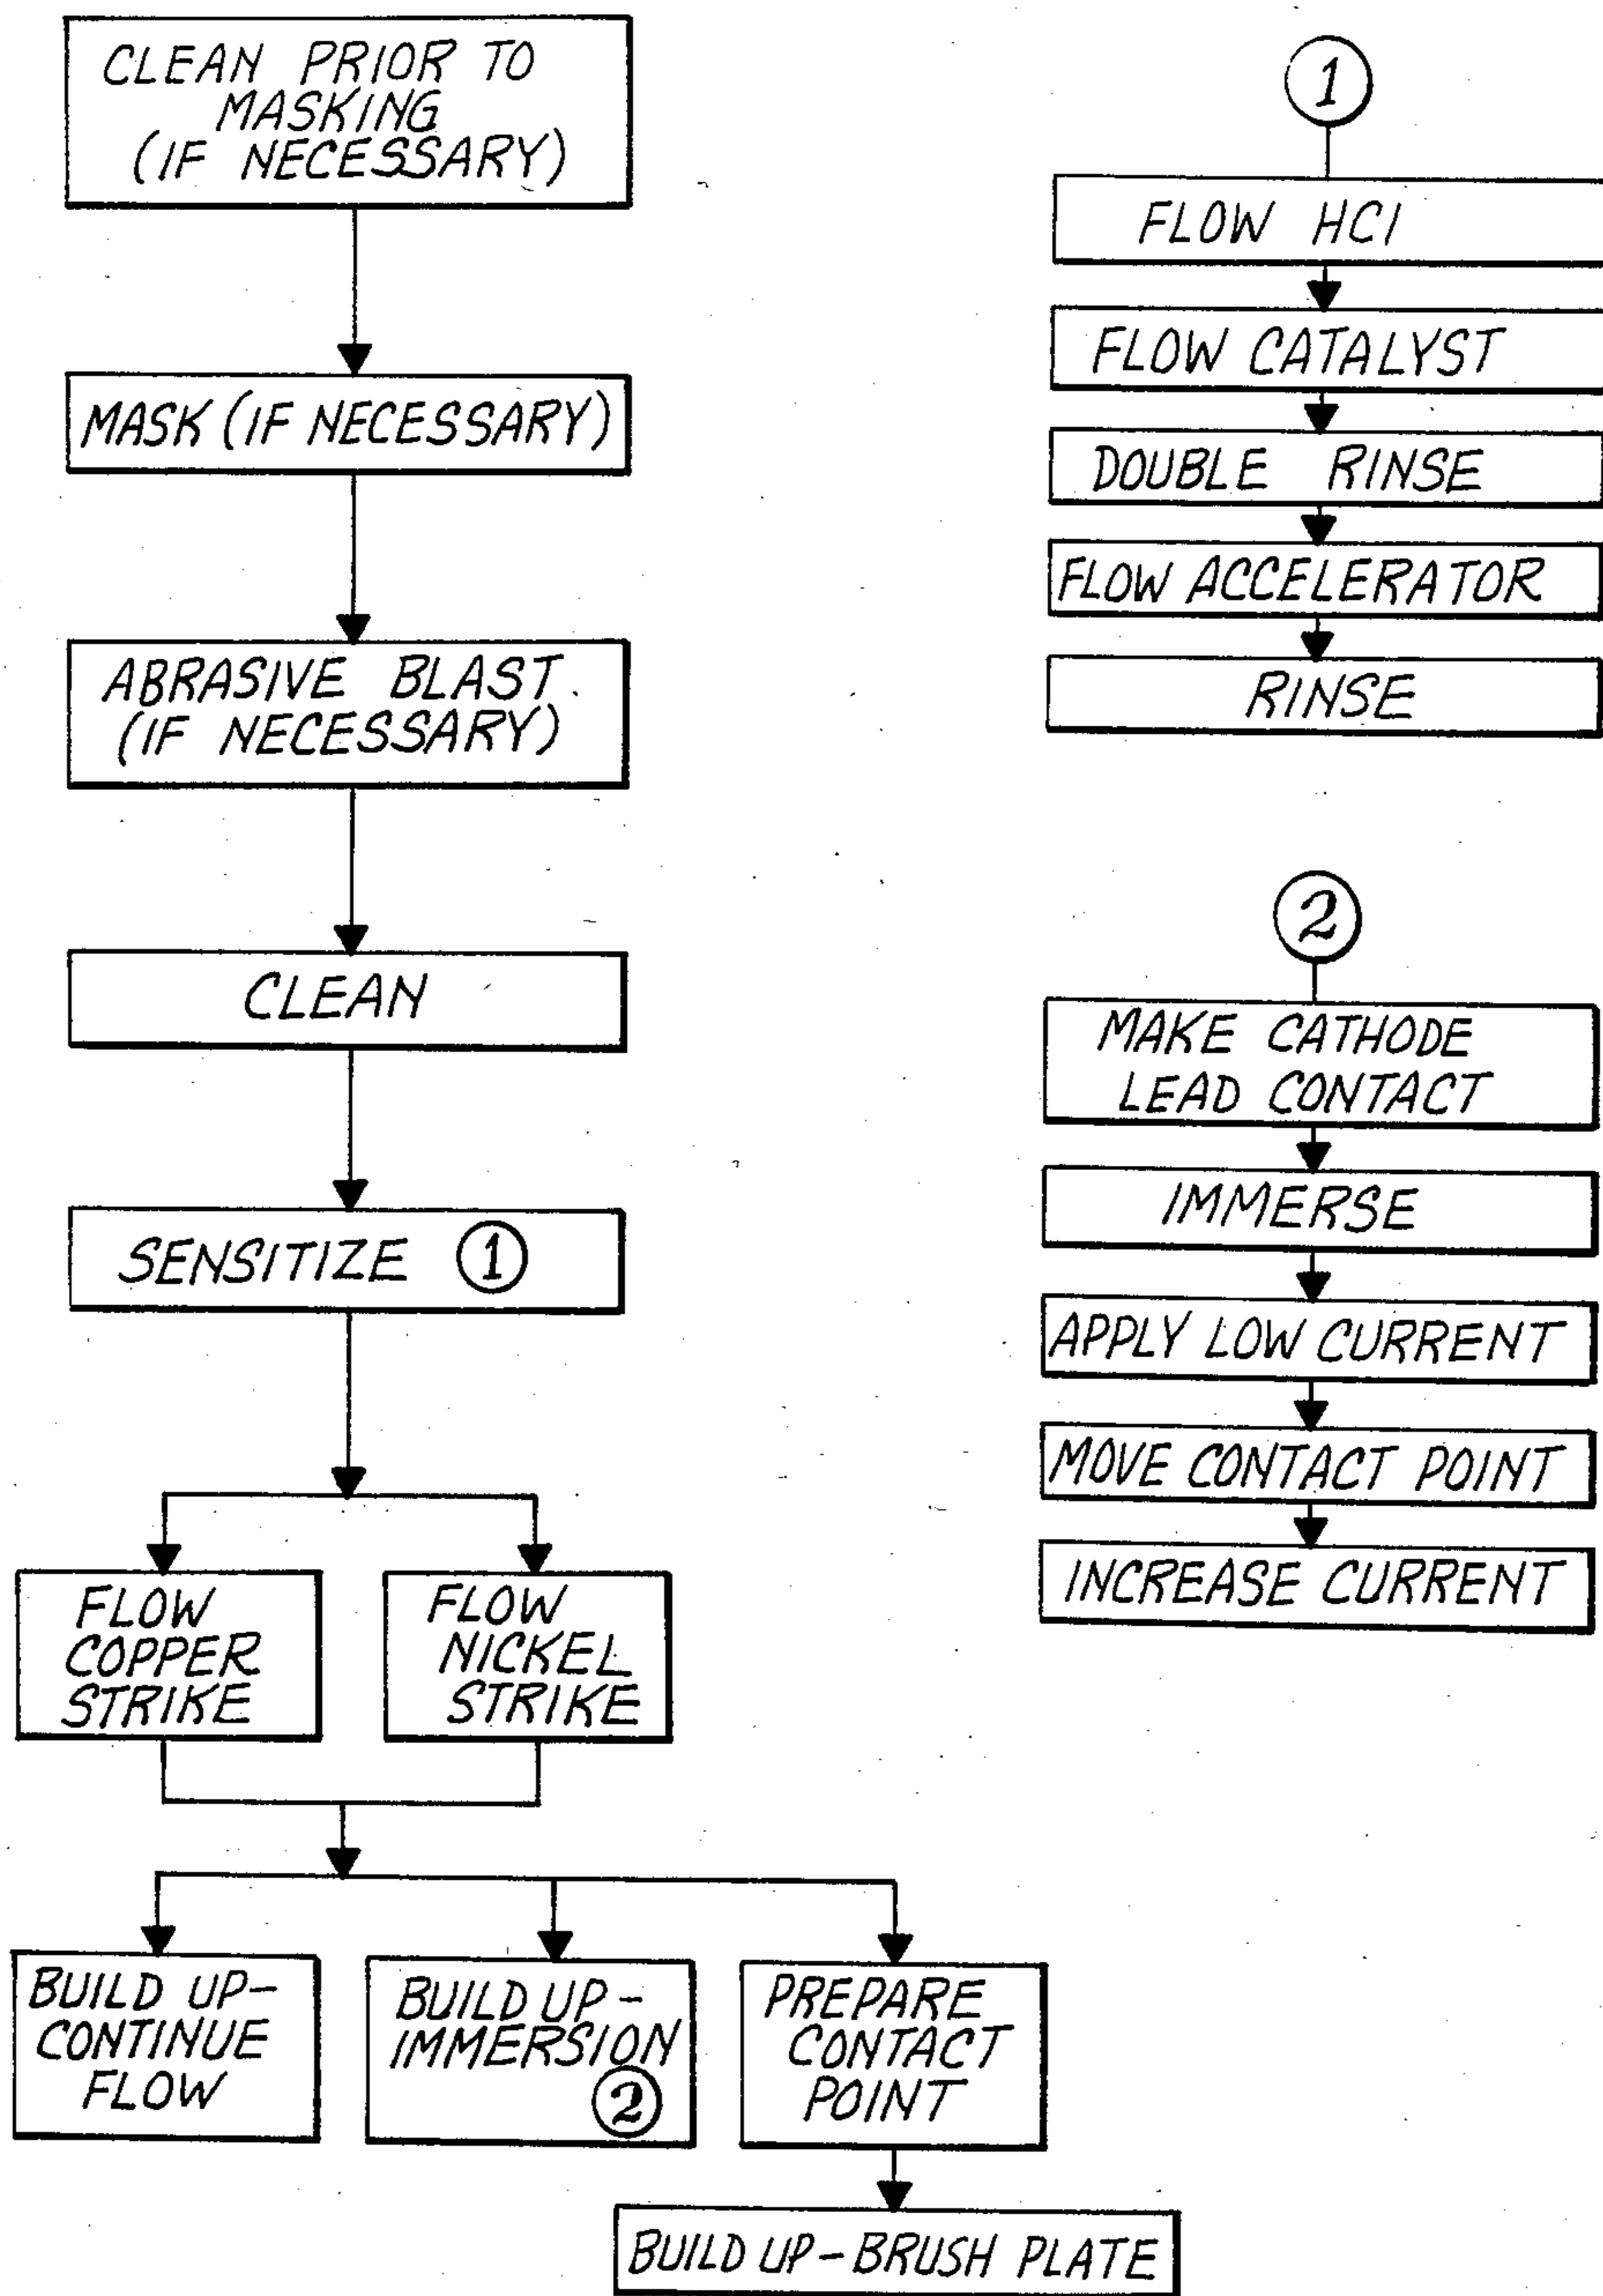 CLEAN PRIOR TO
MASKING
(IF NECESSARY)
MASK (IF NECESSARY)
ABRASIVE BLAST
(IF NECESSARY)
CLEAN
SENSITIZE 1
FLOW
COPPER
STRIKE
FLOW
NICKEL
STRIKE
BUILD UP-
CONTINUE
FLOW
BUILD UP-
IMMERSION
2
PREPARE
CONTACT
POINT
BUILD UP-BRUSH PLATE
1
FLOW HCl
FLOW CATALYST
DOUBLE RINSE
FLOW ACCELERATOR
RINSE
2
MAKE CATHODE
LEAD CONTACT
IMMERSE
APPLY LOW CURRENT
MOVE CONTACT POINT
INCREASE CURRENT